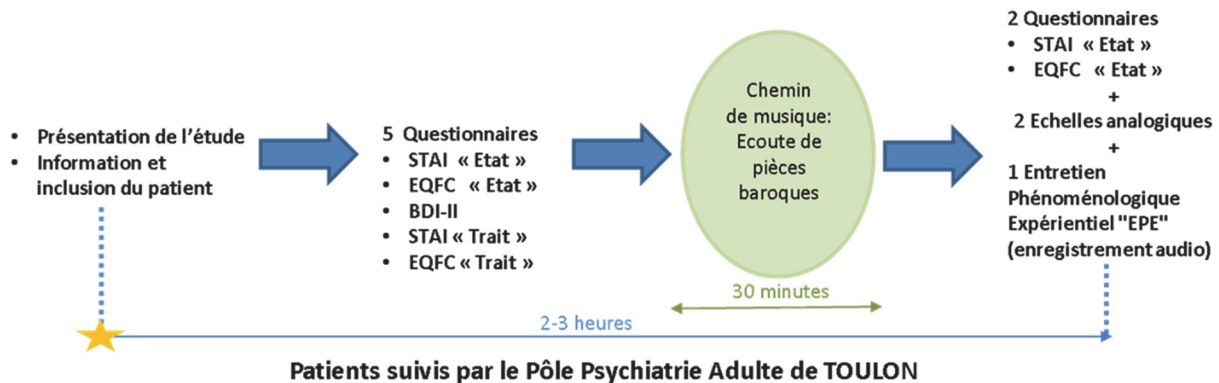 • Présentation de l'étude
• Information et
inclusion du patient
5 Questionnaires
• STAI « Etat »
• EQFC « Etat »
• BDI-II
• STAI « Trait »
• EQFC « Trait »
Chemin
de musique:
Ecoute de
pièces
baroques
30 minutes
2 Questionnaires
• STAI « Etat »
• EQFC « Etat »
+
2 Echelles analogiques
+
1 Entretien
Phénoménologique
Expérientiel "EPE"
(enregistrement audio)
2-3 heures
Patients suivis par le Pôle Psychiatrie Adulte de TOULON